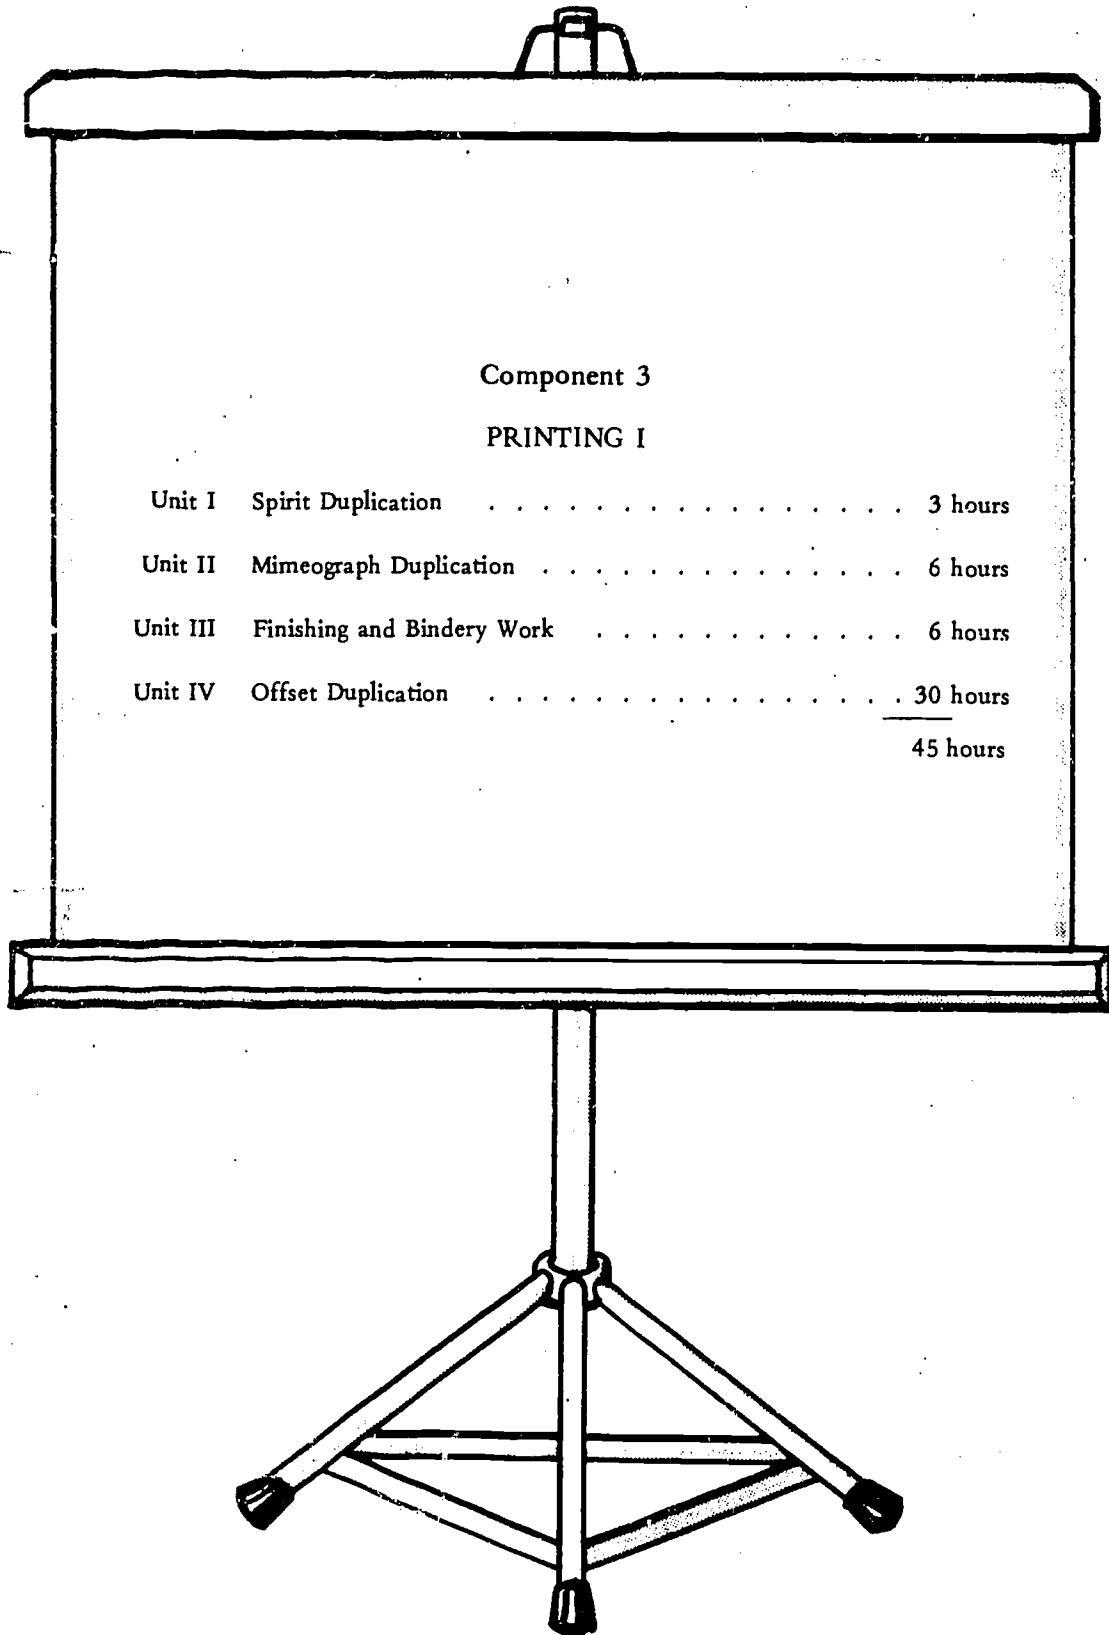 Component 3
PRINTING I
Unit I Spirit Duplication . . . . . . . . . . . . . . . . 3 hours
Unit II Mimeograph Duplication . . . . . . . . . . . . . . 6 hours
Unit III Finishing and Bindery Work . . . . . . . . . . . . 6 hours
Unit IV Offset Duplication . . . . . . . . . . . . . . . . 30 hours
45 hours